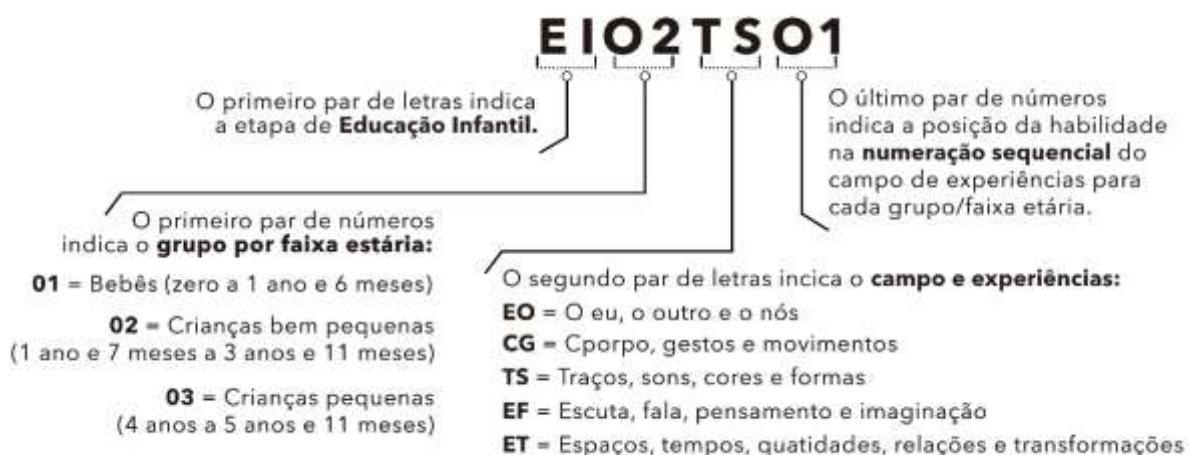 EI02TS01
O primeiro par de letras indica
a etapa de Educação Infantil.
O último par de números
indica a posição da habilidade
na numeração sequencial do
campo de experiências para
cada grupo/faixa etária.
O primeiro par de números
indica o grupo por faixa estária:
01 = Bebês (zero a 1 ano e 6 meses)
02 = Crianças bem pequenas
(1 ano e 7 meses a 3 anos e 11 meses)
03 = Crianças pequenas
(4 anos a 5 anos e 11 meses)
O segundo par de letras incica o campo e experiências:
EO = O eu, o outro e o nós
CG = Cporpo, gestos e movimentos
TS = Traços, sons, cores e formas
EF = Escuta, fala, pensamento e imaginação
ET = Espaços, tempos, quatidades, relações e transformações